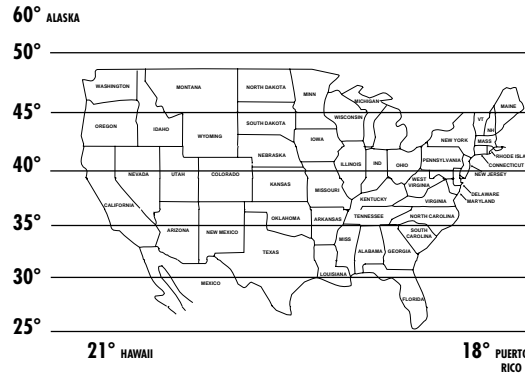 60° ALASKA
50°
WASHINGTON
MONTANA
NORTH DAKOTA
MINN
MICHIGAN
MAINE
45°
OREGON
IDAHO
WYOMING
SOUTH DAKOTA
WISCONSIN
VT
NH
NEW YORK
MASS
IOWA
NEBRASKA
ILLINOIS
IND
OHIO
PENNSYLVANIA
RHODE ISLAN
CONNECTICUT
40°
NEVADA
UTAH
COLORADO
KANSAS
MISSOURI
WEST
VIRGINIA
NEW JERSEY
DELAWARE
MARYLAND
KENTUCKY
VIRGINIA
CALIFORNIA
OKLAHOMA
ARKANSAS
TENNESSEE
NORTH CAROLINA
35°
ARIZONA
NEW MEXICO
SOUTH
CAROLINA
TEXAS
MISS
ALABAMA
GEORGIA
LOUISIANA
30°
MEXICO
FLORIDA
25°
21° HAWAII
18° PUERTO
RICO